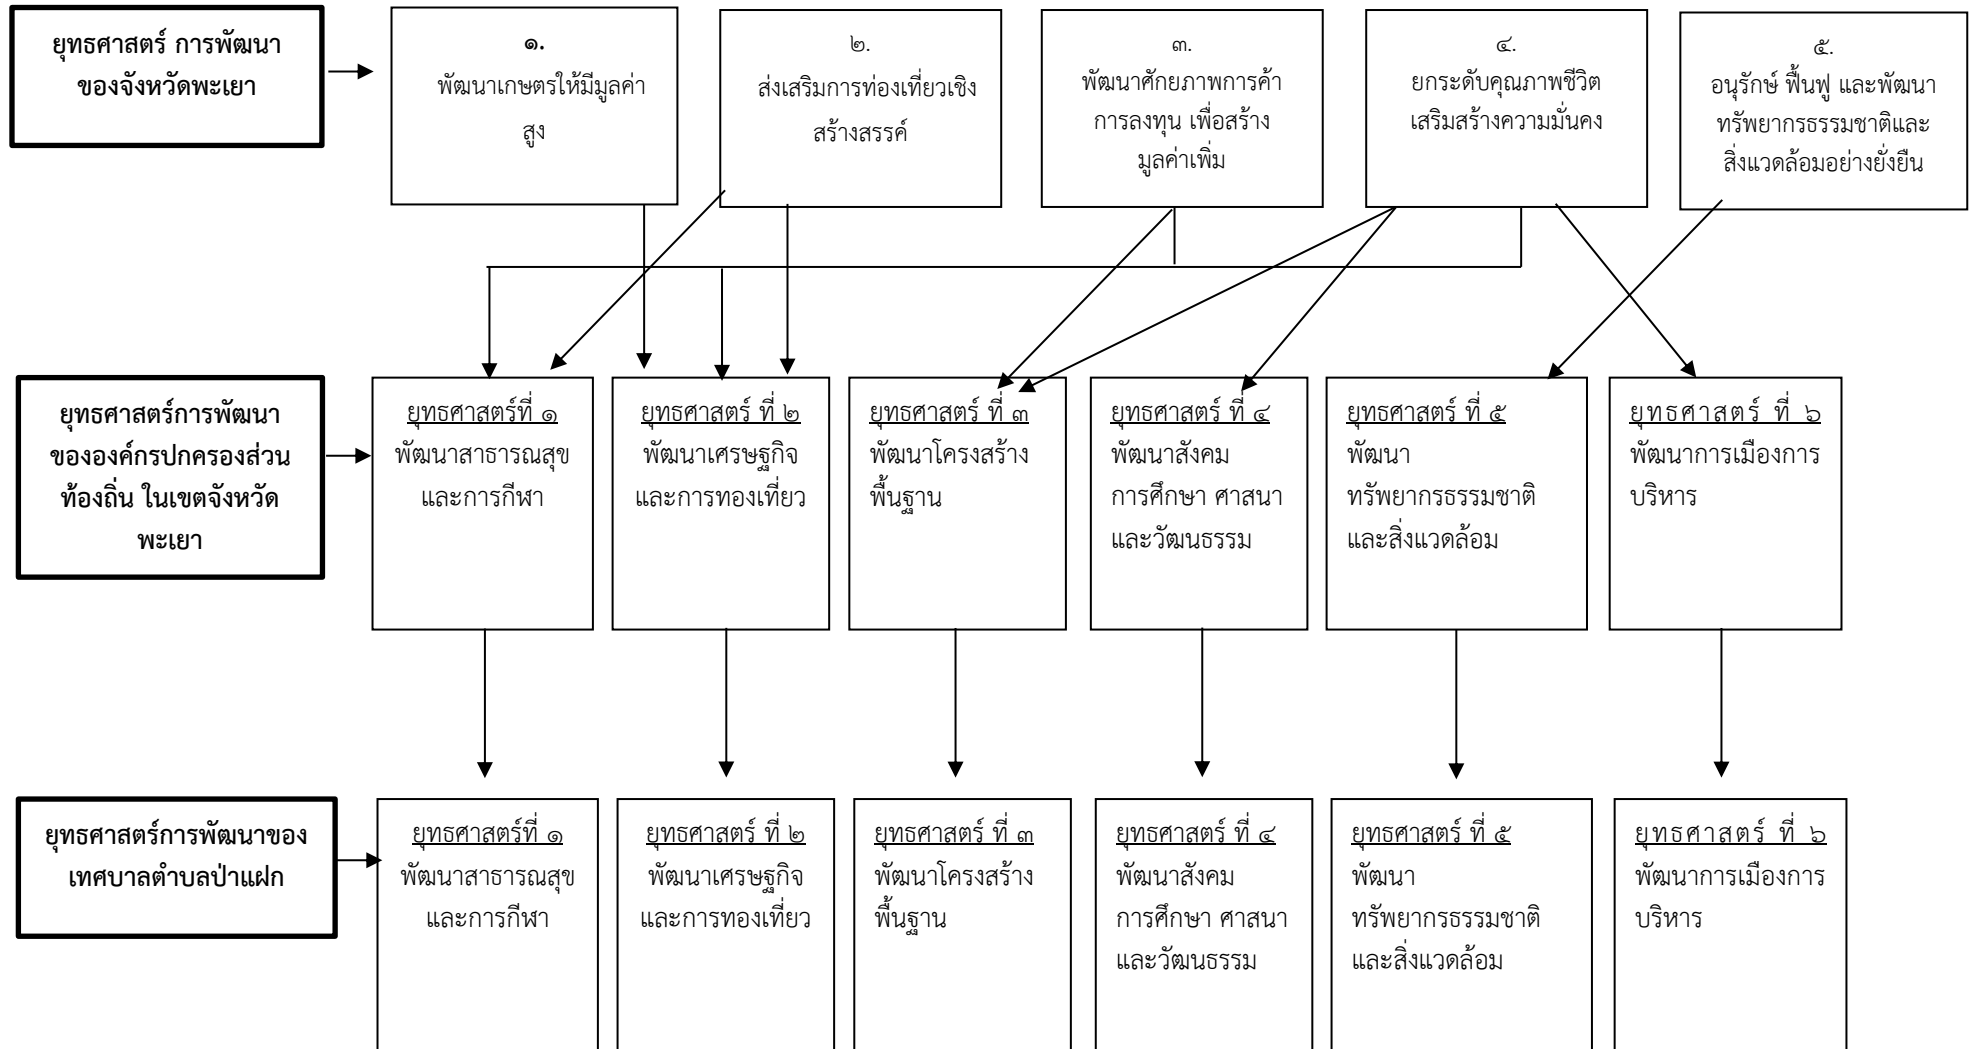 ยุทธศาสตร์ การพัฒนา
ของจังหวัดพะเยา
๑.
พัฒนาเกษตรให้มีมูลค่า
สูง
๒.
ส่งเสริมการท่องเที่ยวเชิง
สร้างสรรค์
๓.
พัฒนาศักยภาพการค้า
การลงทุน เพื่อสร้าง
มูลค่าเพิ่ม
๔.
ยกระดับคุณภาพชีวิต
เสริมสร้างความมั่นคง
๕.
อนุรักษ์ ฟื้นฟู และพัฒนา
ทรัพยากรธรรมชาติและ
สิ่งแวดล้อมอย่างยั่งยืน
ยุทธศาสตร์การพัฒนา
ขององค์กรปกครองส่วน
ท้องถิ่น ในเขตจังหวัด
พะเยา
ยุทธศาสตร์ที่ ๑
พัฒนาสาธารณสุข
และการกีฬา
ยุทธศาสตร์ ที่ ๒
พัฒนาเศรษฐกิจ
และการทองเที่ยว
ยุทธศาสตร์ ที่ ๓
พัฒนาโครงสร้าง
พื้นฐาน
ยุทธศาสตร์ ที่ ๔
พัฒนาสังคม
การศึกษา ศาสนา
และวัฒนธรรม
ยุทธศาสตร์ ที่ ๕
พัฒนา
ทรัพยากรธรรมชาติ
และสิ่งแวดล้อม
ยุทธศาสตร์ ที่ ๖
พัฒนาการเมืองการ
บริหาร
ยุทธศาสตร์การพัฒนาของ
เทศบาลตำบลป่าแฝก
ยุทธศาสตร์ที่ ๑
พัฒนาสาธารณสุข
และการกีฬา
ยุทธศาสตร์ ที่ ๒
พัฒนาเศรษฐกิจ
และการทองเที่ยว
ยุทธศาสตร์ ที่ ๓
พัฒนาโครงสร้าง
พื้นฐาน
ยุทธศาสตร์ ที่ ๔
พัฒนาสังคม
การศึกษา ศาสนา
และวัฒนธรรม
ยุทธศาสตร์ ที่ ๕
พัฒนา
ทรัพยากรธรรมชาติ
และสิ่งแวดล้อม
ยุทธศาสตร์ ที่ ๖
พัฒนาการเมืองการ
บริหาร